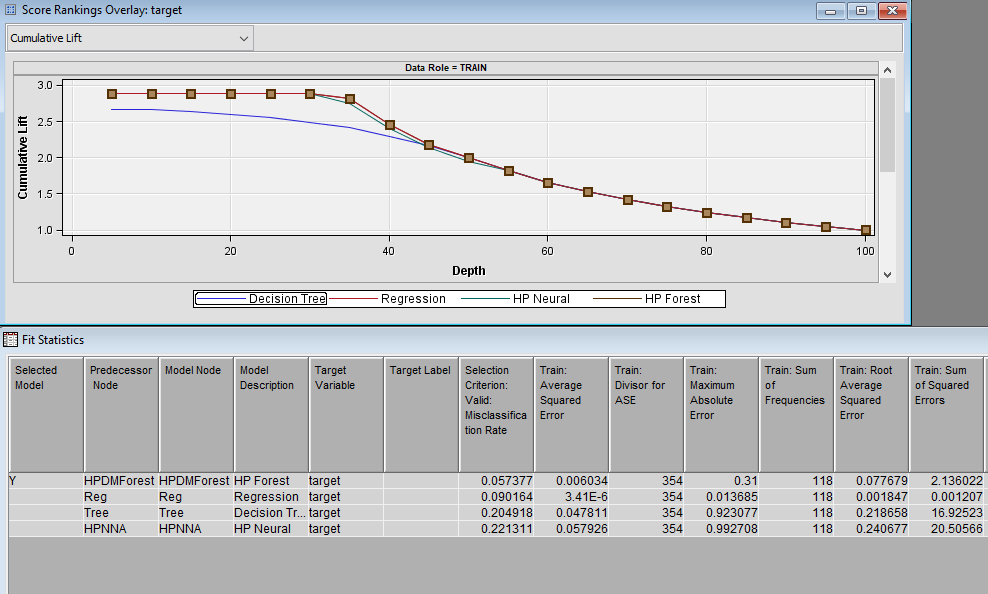 Score Rankings Overlay: target
Cumulative Lift
Data Role = TRAIN
3.0
2.5
2.0
1.5
1.0
Cumulative Lift
0 20 40 60 80 100
Depth
Decision Tree Regression HP Neural HP Forest
Fit Statistics
Selected Model Predecessor Node Model Node Model Description Target Variable Target Label Selection Criterion: Valid: Misclassifica tion Rate Train: Average Squared Error Train: Divisor for ASE Train: Maximum Absolute Error Train: Sum of Frequencies Train: Root Average Squared Error Train: Sum of Squared Errors
Y HPDMForest HPDMForest HP Forest target 0.057377 0.006034 354 0.31 118 0.077679 2.136022
Reg Reg Regression target 0.090164 3.41E-6 354 0.013685 118 0.001847 0.001207
Tree Tree Decision Tr... target 0.204918 0.047811 354 0.923077 118 0.218658 16.92523
HPNNA HPNNA HP Neural target 0.221311 0.057926 354 0.992708 118 0.240677 20.50566